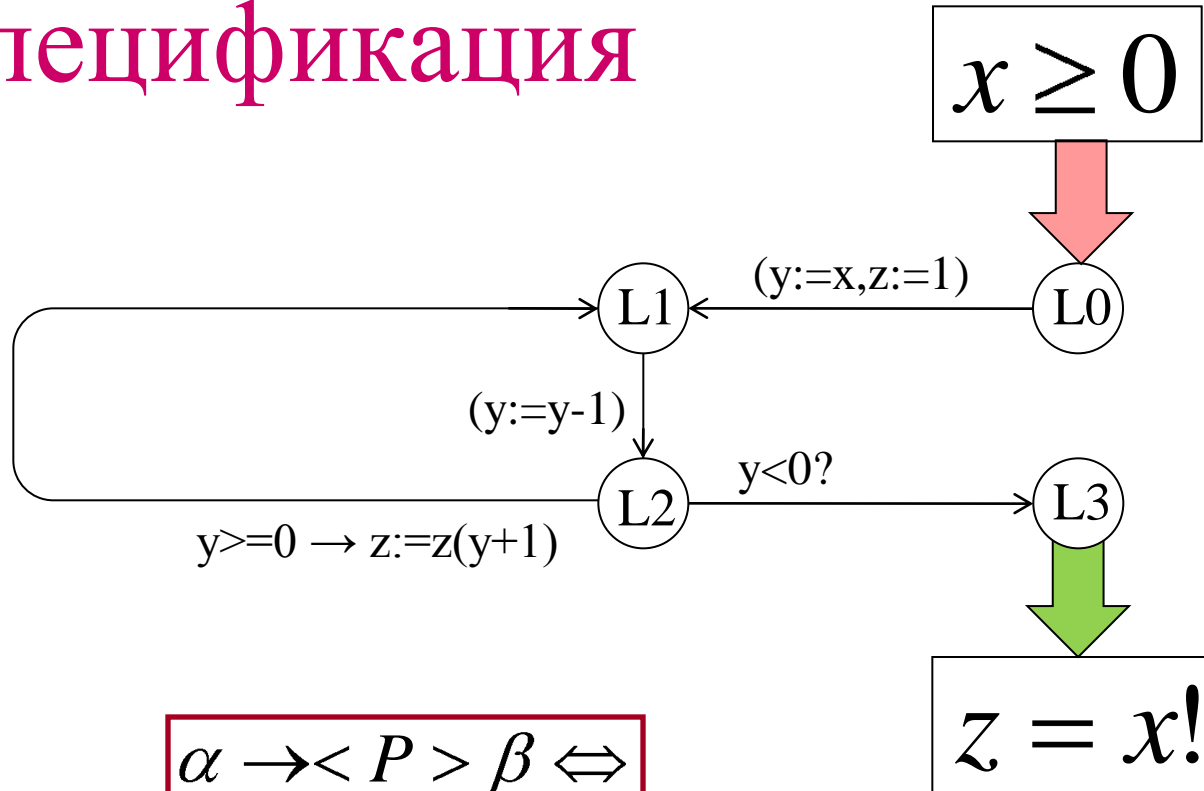 пецификация
x ≥ 0
(y:=x,z:=1)
L1
L0
(y:=y-1)
y<0?
L2
L3
y>=0 → z:=z(y+1)
z = x!
α →< P > β ⇔